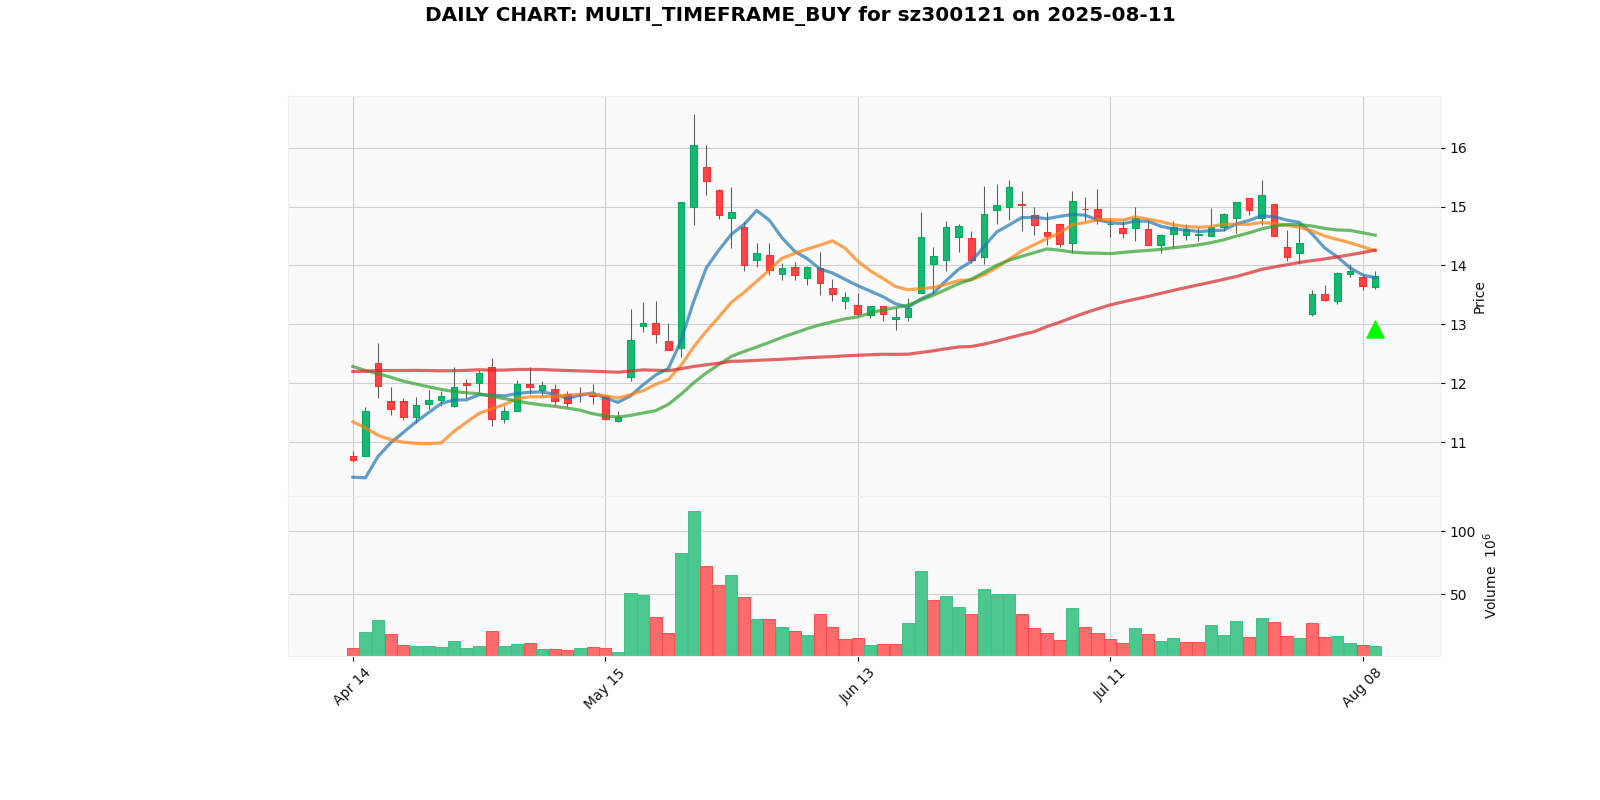 DAILY CHART: MULTI_TIMEFRAME_BUY for sz300121 on 2025-08-11
16
15
14
13
12
11
Price
100
50
Volume 10⁶
Apr 14
May 15
Jun 13
Jul 11
Aug 08